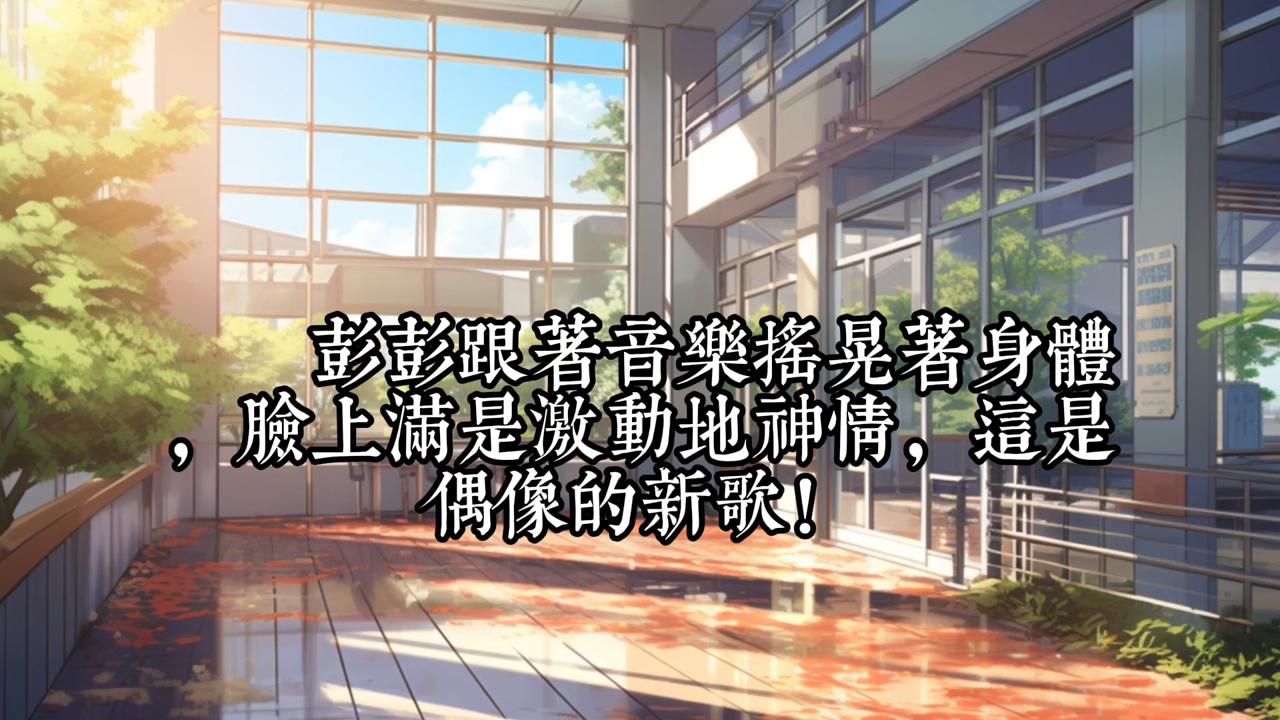 彭彭跟著音樂搖晃著身體
，臉上滿是激動地神情，這是
偶像的新歌！